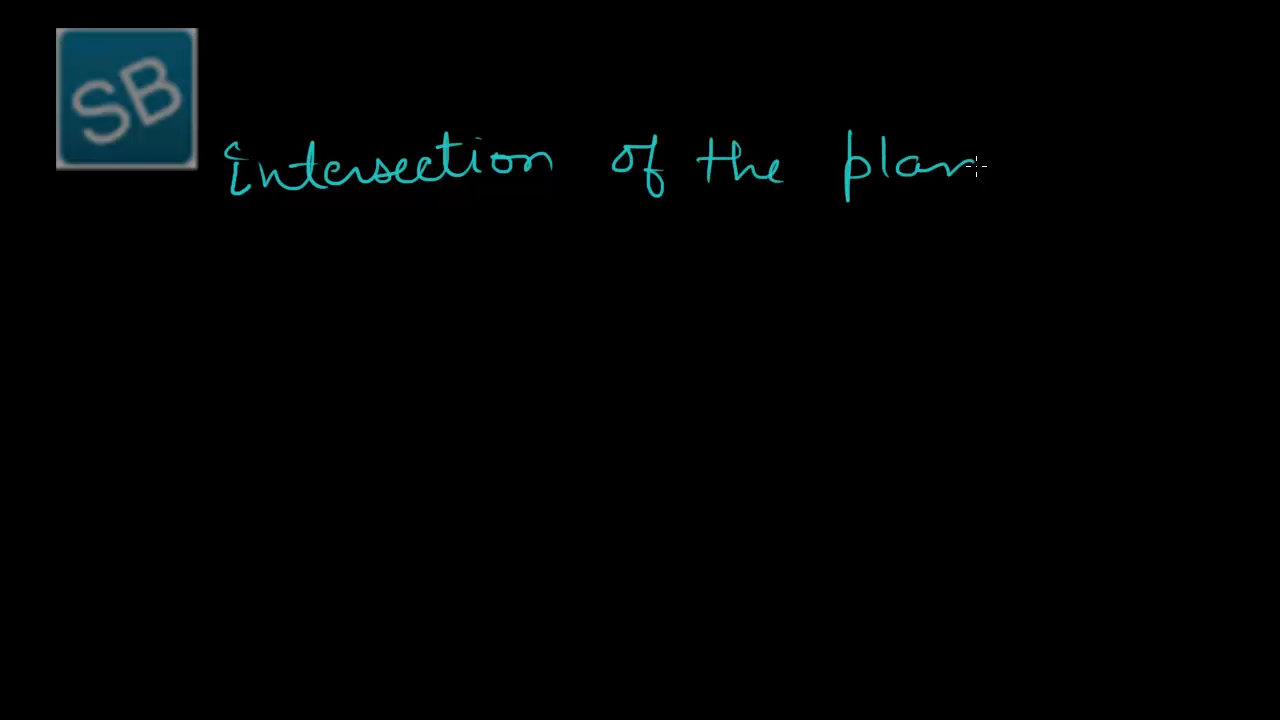 SB
Intersection of the plan